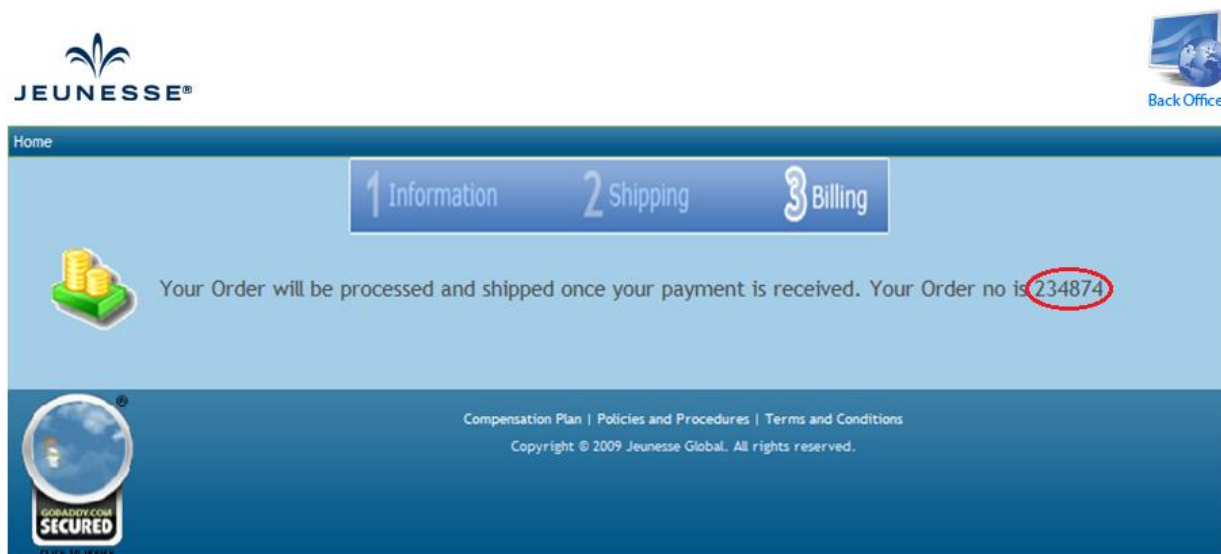 JEUNESSE®
Back Office
Home
1 Information 2 Shipping 3 Billing
Your Order will be processed and shipped once your payment is received. Your Order no is 234874
®
Compensation Plan | Policies and Procedures | Terms and Conditions
Copyright © 2009 Jeunesse Global. All rights reserved.
GODADDY.COM
SECURED